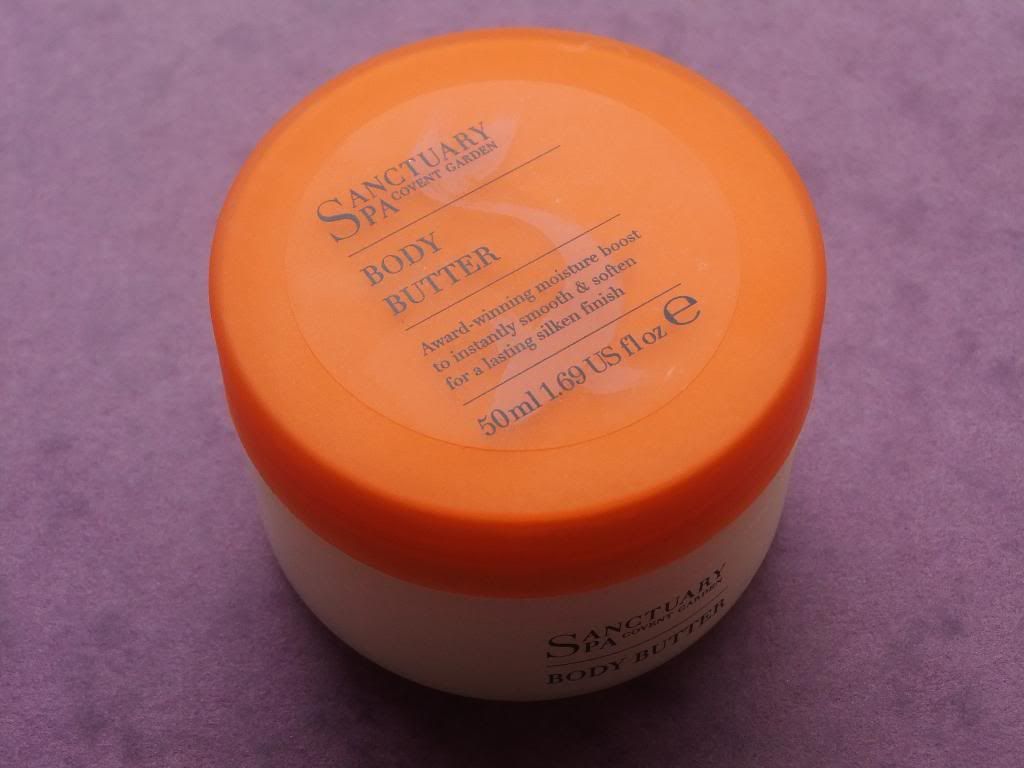 SANCTUARY
SPA COVENT GARDEN
BODY
BUTTER
Award-winning moisture boost
to instantly smooth & soften
for a lasting silken finish
50ml 1.69 US fl oz ℮
SANCTUARY
SPA COVENT GARDEN
BODY BUTTER